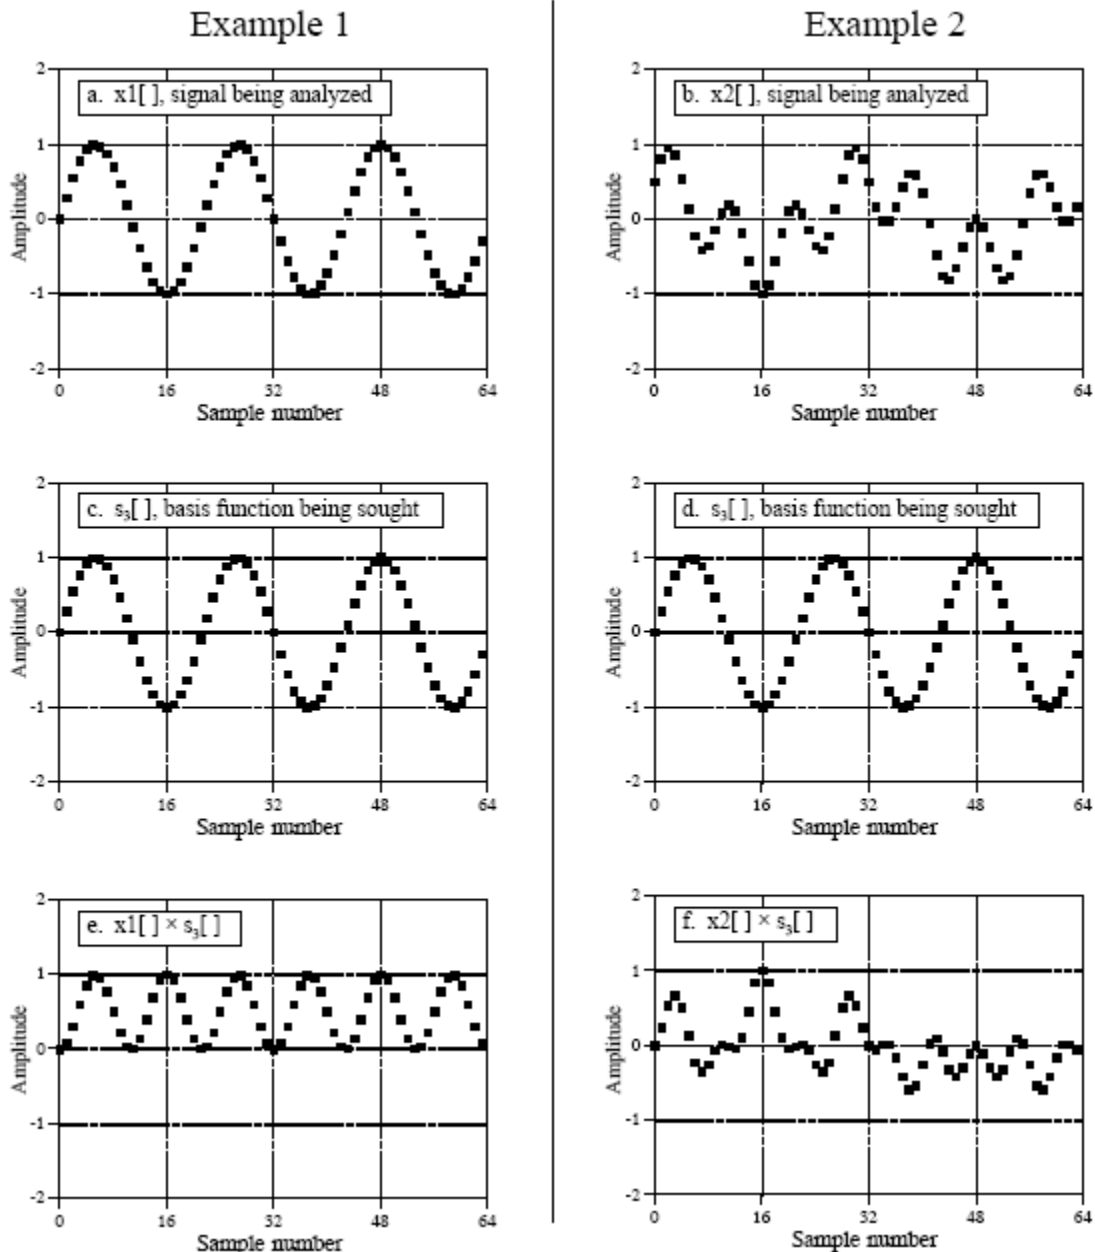 Example 1
Example 2
a. x1[ ], signal being analyzed
2
1
0
-1
-2
Amplitude
0 16 32 48 64
Sample number
b. x2[ ], signal being analyzed
2
1
0
-1
-2
Amplitude
0 16 32 48 64
Sample number
c. s₃[ ], basis function being sought
2
1
0
-1
-2
Amplitude
0 16 32 48 64
Sample number
d. s₃[ ], basis function being sought
2
1
0
-1
-2
Amplitude
0 16 32 48 64
Sample number
e. x1[ ] × s₃[ ]
2
1
0
-1
-2
Amplitude
0 16 32 48 64
Sample number
f. x2[ ] × s₃[ ]
2
1
0
-1
-2
Amplitude
0 16 32 48 64
Sample number